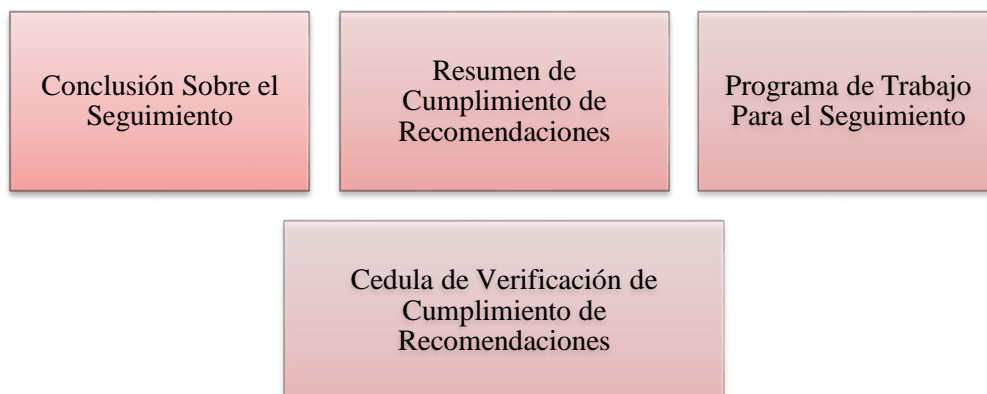 Conclusión Sobre el
Seguimiento
Resumen de
Cumplimiento de
Recomendaciones
Programa de Trabajo
Para el Seguimiento
Cedula de Verificación de
Cumplimiento de
Recomendaciones